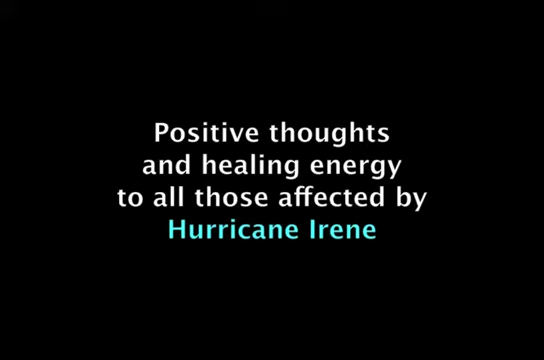 Positive thoughts
and healing energy
to all those affected by
Hurricane Irene